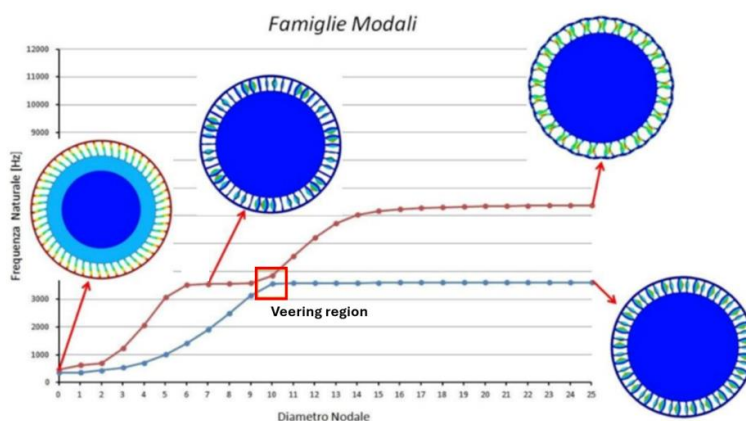 Famiglie Modali
12000
11000
10000
9000
3000
2000
1000
0
Frequenza Naturale [Hz]
Veering region
0 1 2 3 4 5 6 7 8 9 10 11 12 13 14 15 16 17 18 19 20 21 22 23 24 25
Diametro Nodale